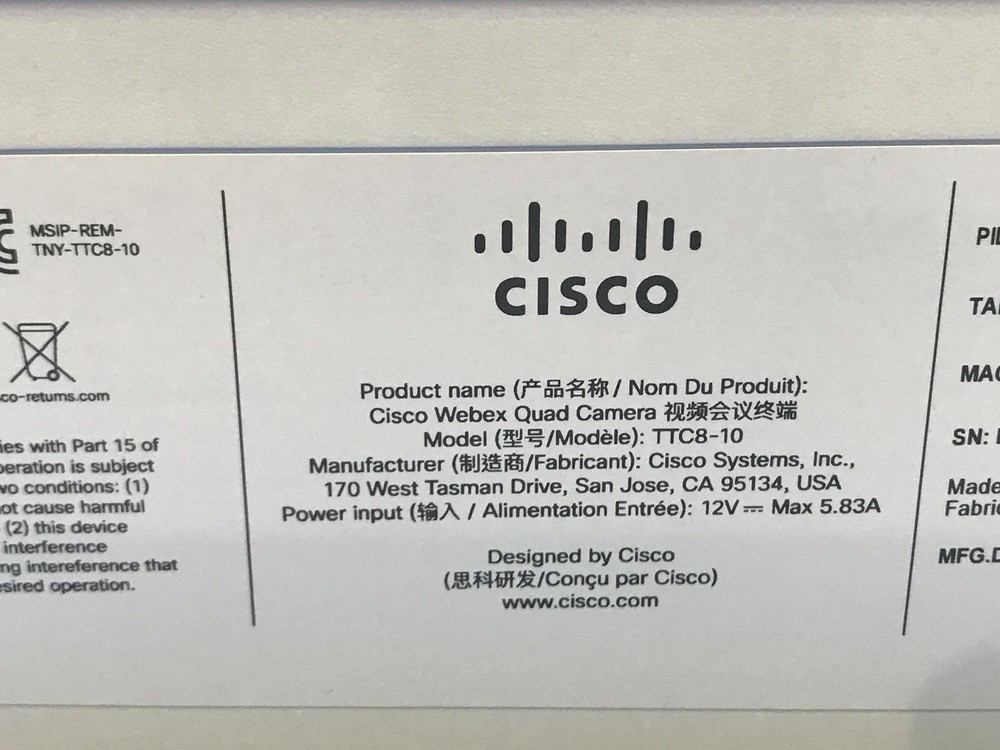 MSIP-REM-
TNY-TTC8-10
co-returns.com
ies with Part 15 of
peration is subject
wo conditions: (1)
ot cause harmful
(2) this device
interference
ng intereference that
sired operation.
CISCO
Product name (产品名称 / Nom Du Produit):
Cisco Webex Quad Camera 视频会议终端
Model (型号/Modèle): TTC8-10
Manufacturer (制造商/Fabricant): Cisco Systems, Inc.,
170 West Tasman Drive, San Jose, CA 95134, USA
Power input (输入 / Alimentation Entrée): 12V⎓ Max 5.83A
Designed by Cisco
(思科研发/Conçu par Cisco)
www.cisco.com
PI
TA
MAC
SN:
Made
Fabric
MFG.D